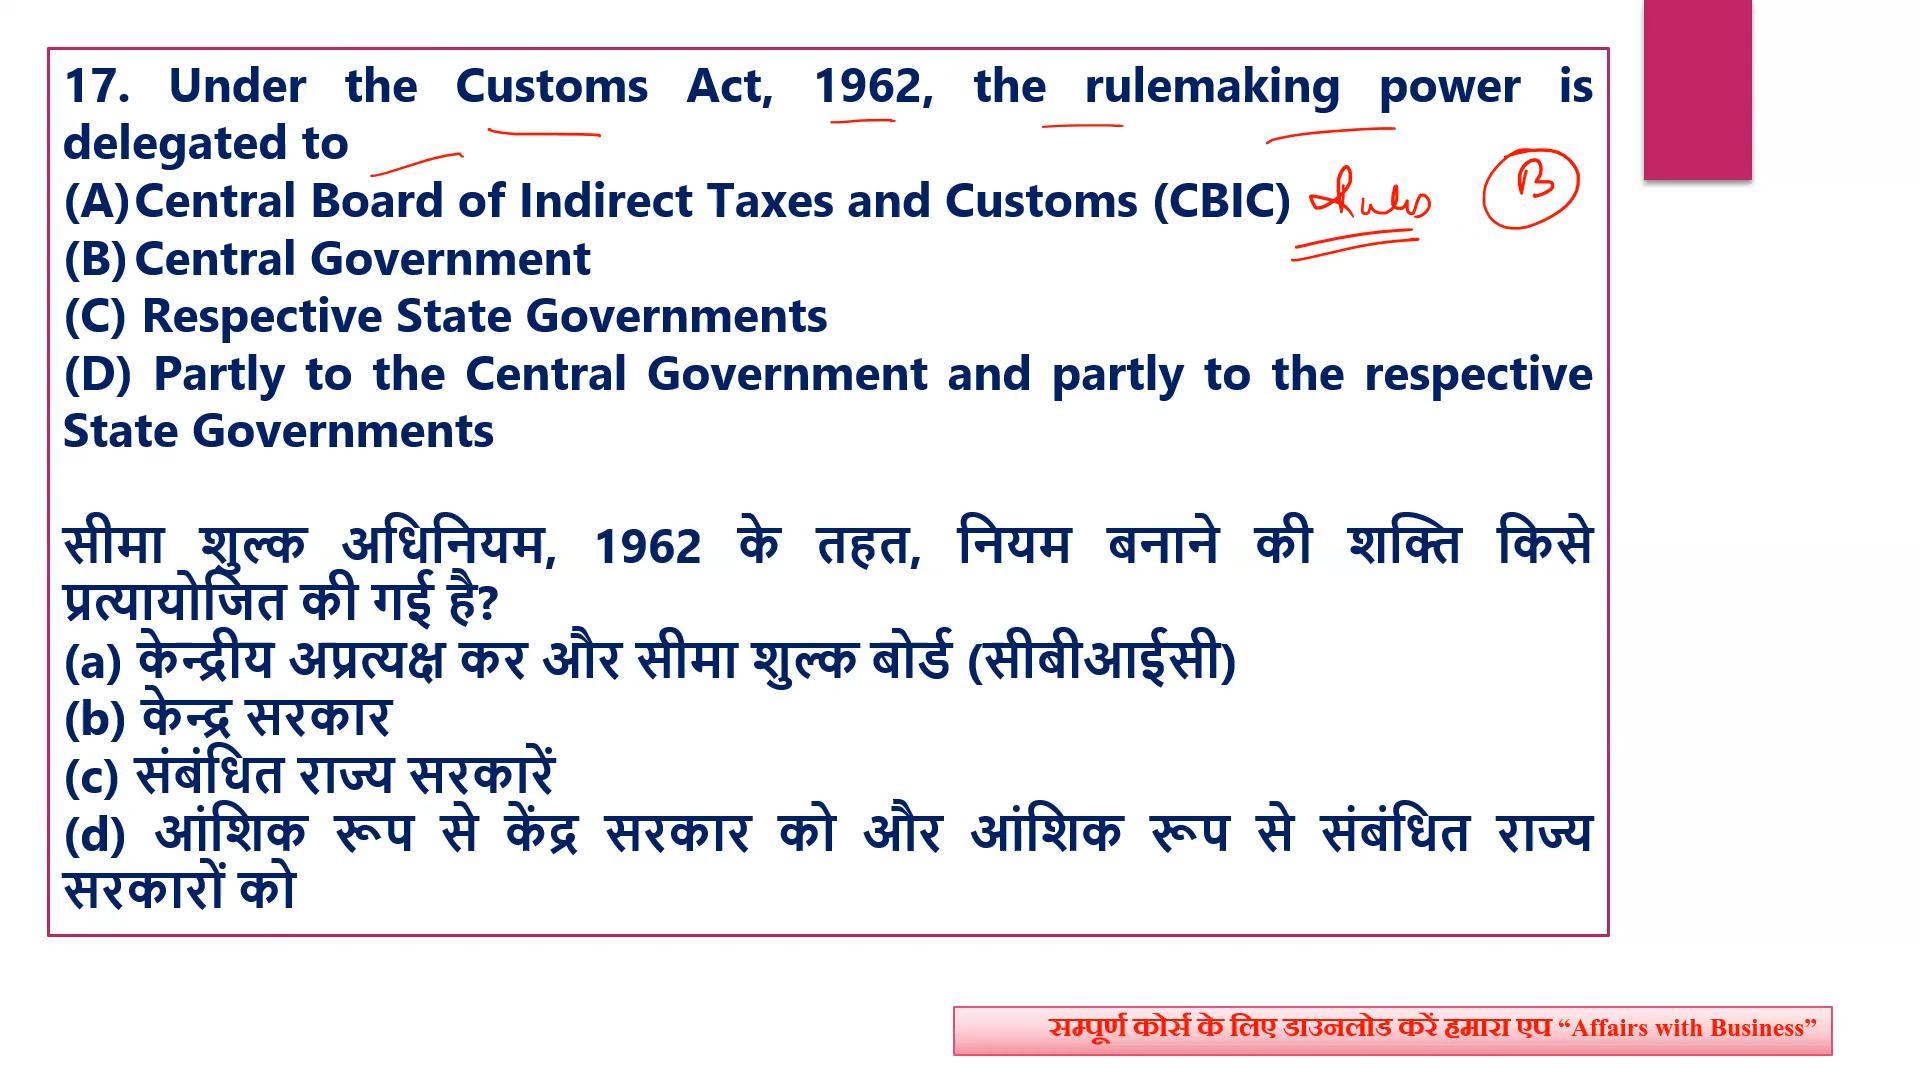 17. Under the Customs Act, 1962, the rulemaking power is
delegated to
(A) Central Board of Indirect Taxes and Customs (CBIC) Rules B
(B) Central Government
(C) Respective State Governments
(D) Partly to the Central Government and partly to the respective
State Governments
सीमा शुल्क अधिनियम, 1962 के तहत, नियम बनाने की शक्ति किसे
प्रत्यायोजित की गई है?
(a) केन्द्रीय अप्रत्यक्ष कर और सीमा शुल्क बोर्ड (सीबीआईसी)
(b) केन्द्र सरकार
(c) संबंधित राज्य सरकारें
(d) आंशिक रूप से केंद्र सरकार को और आंशिक रूप से संबंधित राज्य
सरकारों को
सम्पूर्ण कोर्स के लिए डाउनलोड करें हमारा एप “Affairs with Business”